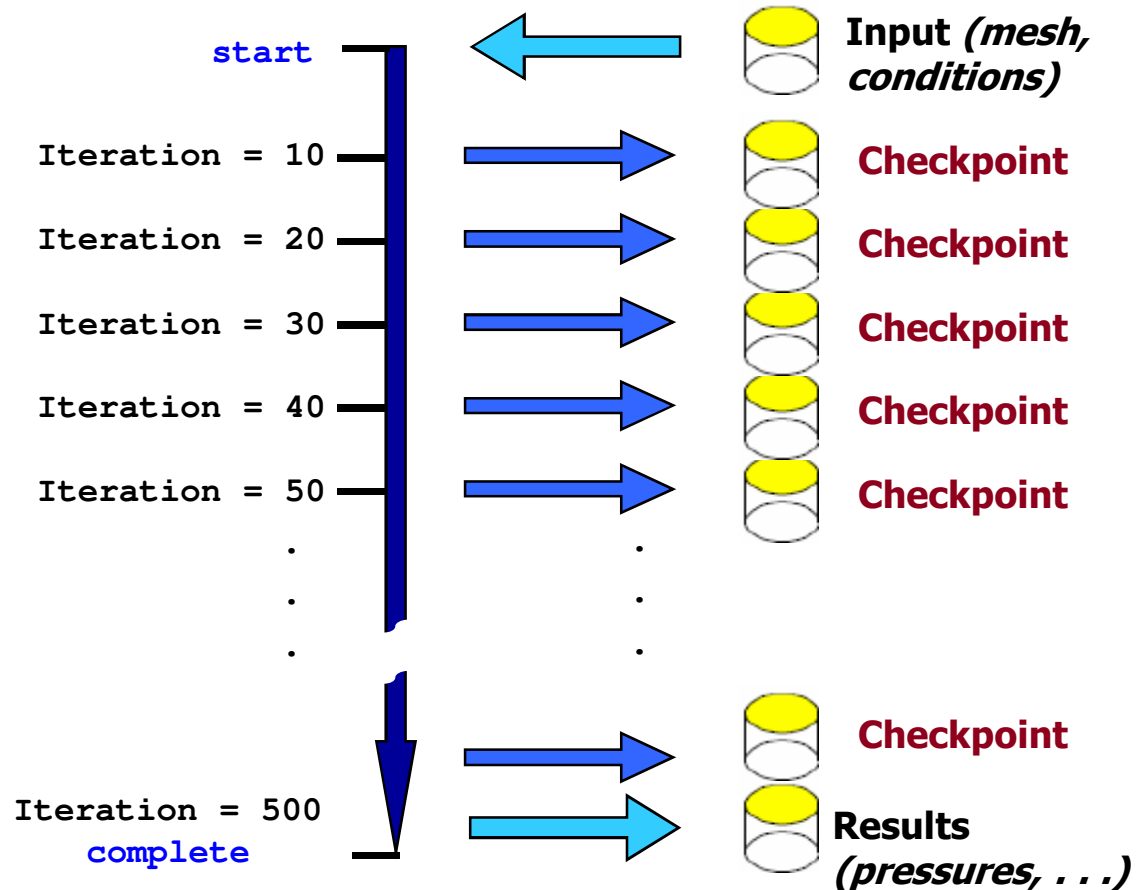 start
Input (mesh,
conditions)
Iteration = 10
Checkpoint
Iteration = 20
Checkpoint
Iteration = 30
Checkpoint
Iteration = 40
Checkpoint
Iteration = 50
Checkpoint
. .
. .
. .
Checkpoint
Iteration = 500
complete
Results
(pressures, . . .)